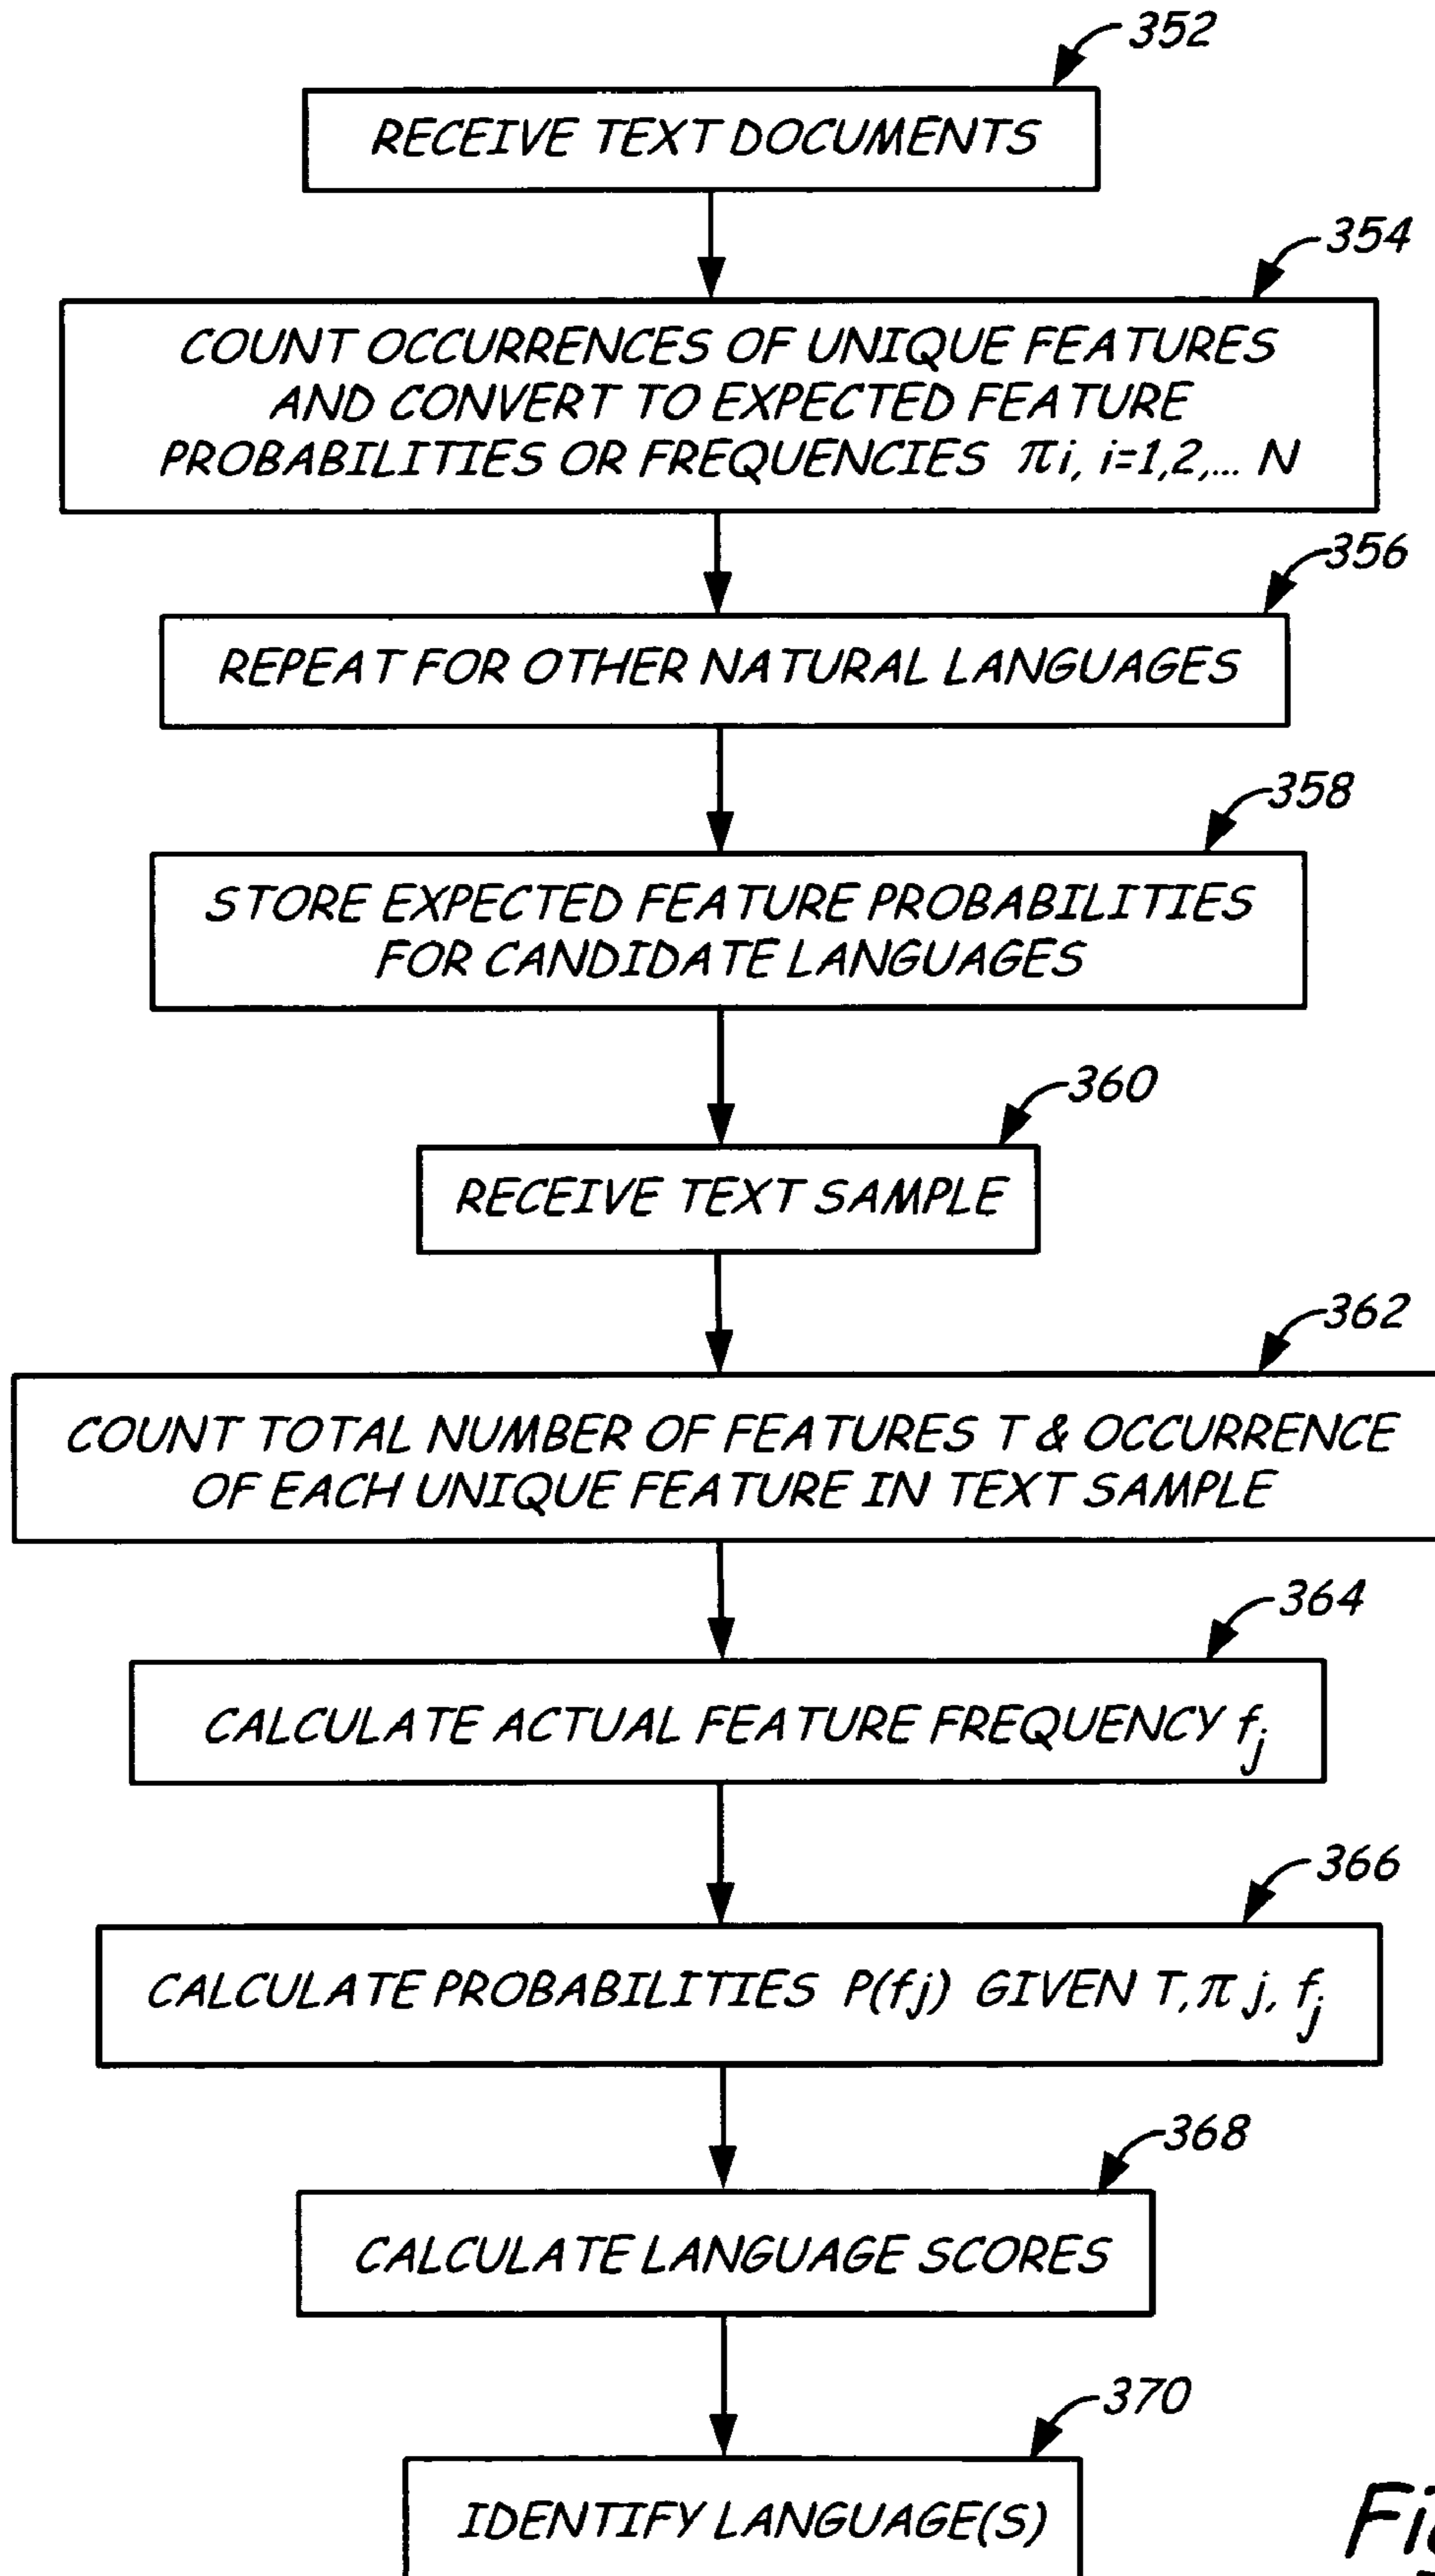 352
RECEIVE TEXT DOCUMENTS
354
COUNT OCCURRENCES OF UNIQUE FEATURES
AND CONVERT TO EXPECTED FEATURE
PROBABILITIES OR FREQUENCIES πi, i=1,2,... N
356
REPEAT FOR OTHER NATURAL LANGUAGES
358
STORE EXPECTED FEATURE PROBABILITIES
FOR CANDIDATE LANGUAGES
360
RECEIVE TEXT SAMPLE
362
COUNT TOTAL NUMBER OF FEATURES T & OCCURRENCE
OF EACH UNIQUE FEATURE IN TEXT SAMPLE
364
CALCULATE ACTUAL FEATURE FREQUENCY fj
366
CALCULATE PROBABILITIES P(fj) GIVEN T, π j, fj
368
CALCULATE LANGUAGE SCORES
370
IDENTIFY LANGUAGE(S)